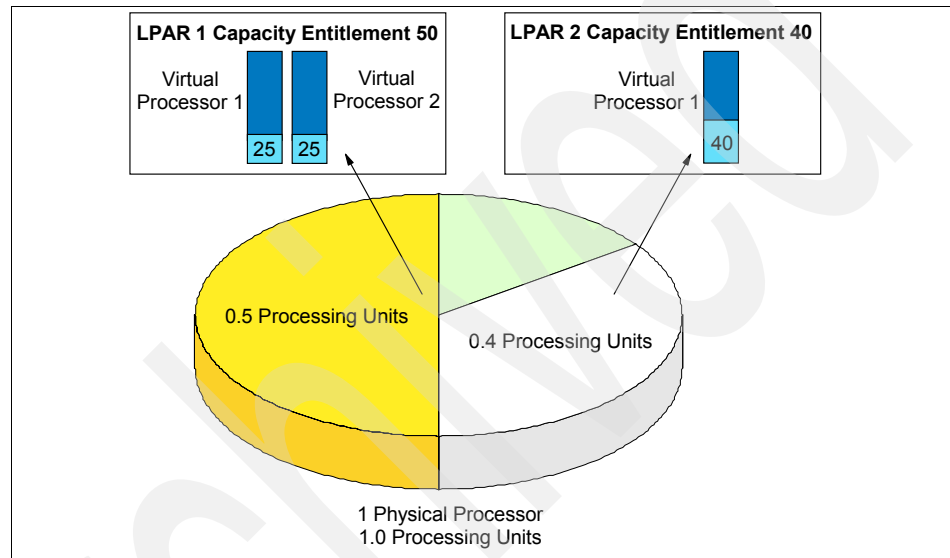 LPAR 1 Capacity Entitlement 50
Virtual
Processor 1
Virtual
Processor 2
25
25
LPAR 2 Capacity Entitlement 40
Virtual
Processor 1
40
0.5 Processing Units
0.4 Processing Units
1 Physical Processor
1.0 Processing Units